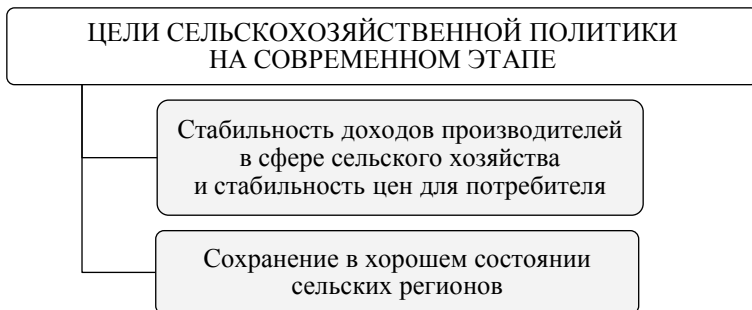 ЦЕЛИ СЕЛЬСКОХОЗЯЙСТВЕННОЙ ПОЛИТИКИ
НА СОВРЕМЕННОМ ЭТАПЕ
Стабильность доходов производителей
в сфере сельского хозяйства
и стабильность цен для потребителя
Сохранение в хорошем состоянии
сельских регионов